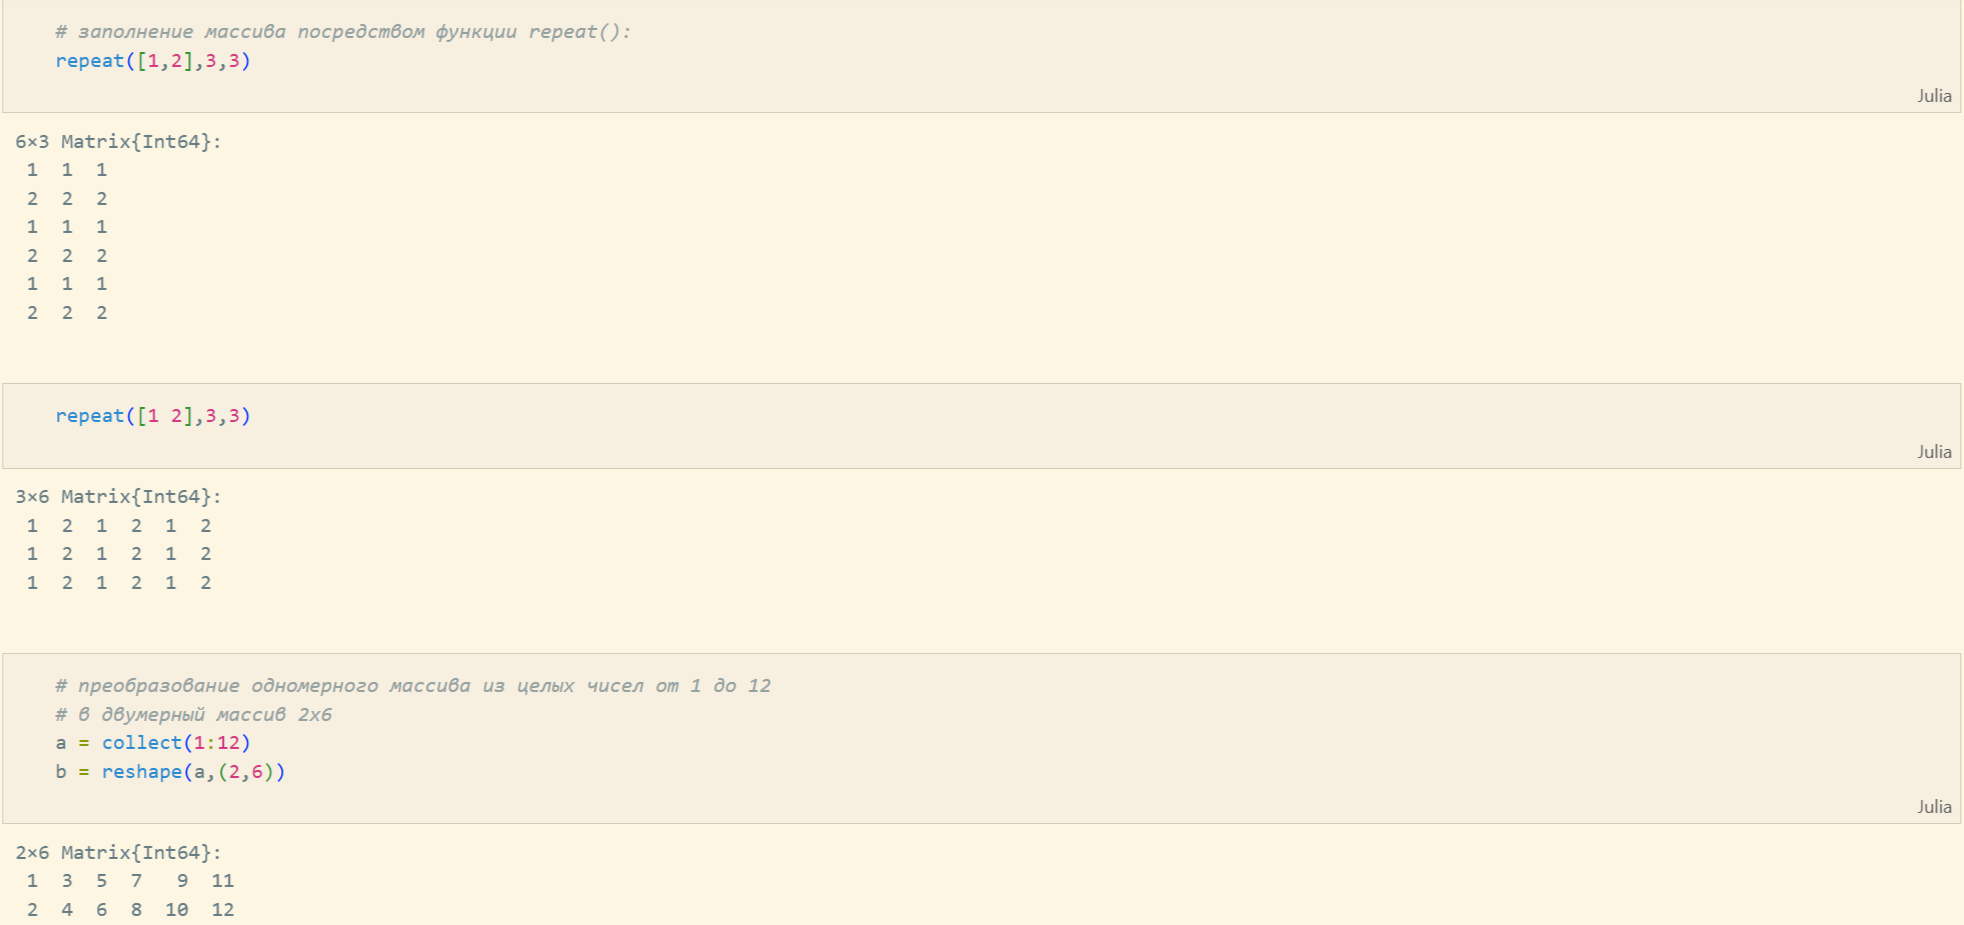 # заполнение массива посредством функции repeat():
repeat([1,2],3,3)
Julia
6×3 Matrix{Int64}:
1 1 1
2 2 2
1 1 1
2 2 2
1 1 1
2 2 2
repeat([1 2],3,3)
Julia
3×6 Matrix{Int64}:
1 2 1 2 1 2
1 2 1 2 1 2
1 2 1 2 1 2
# преобразование одномерного массива из целых чисел от 1 до 12
# в двумерный массив 2x6
a = collect(1:12)
b = reshape(a,(2,6))
Julia
2×6 Matrix{Int64}:
1 3 5 7 9 11
2 4 6 8 10 12